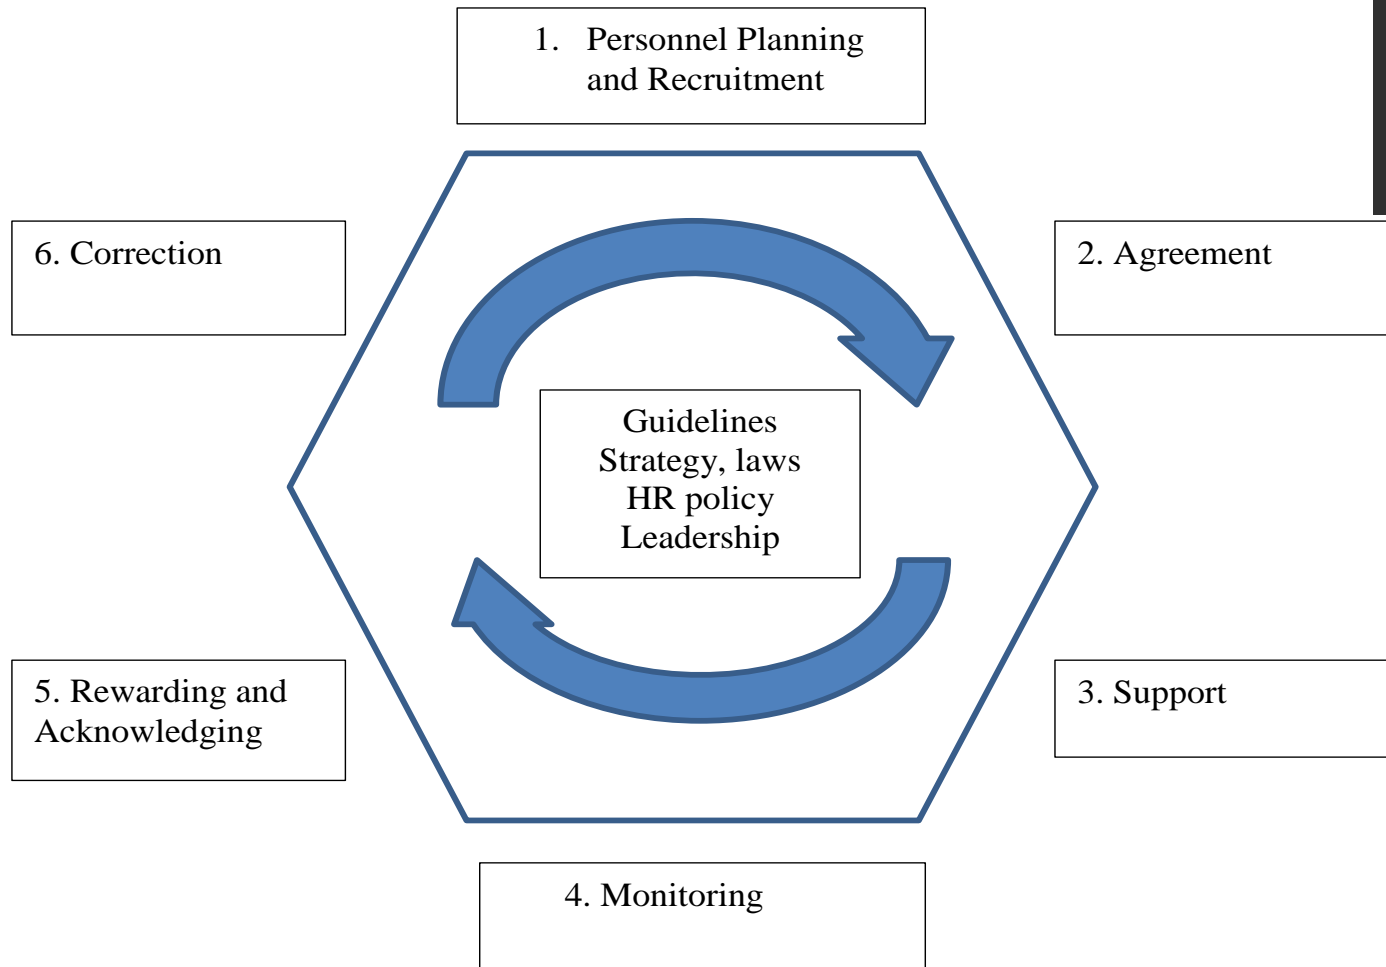 1. Personnel Planning
and Recruitment
2. Agreement
3. Support
4. Monitoring
5. Rewarding and
Acknowledging
6. Correction
Guidelines
Strategy, laws
HR policy
Leadership